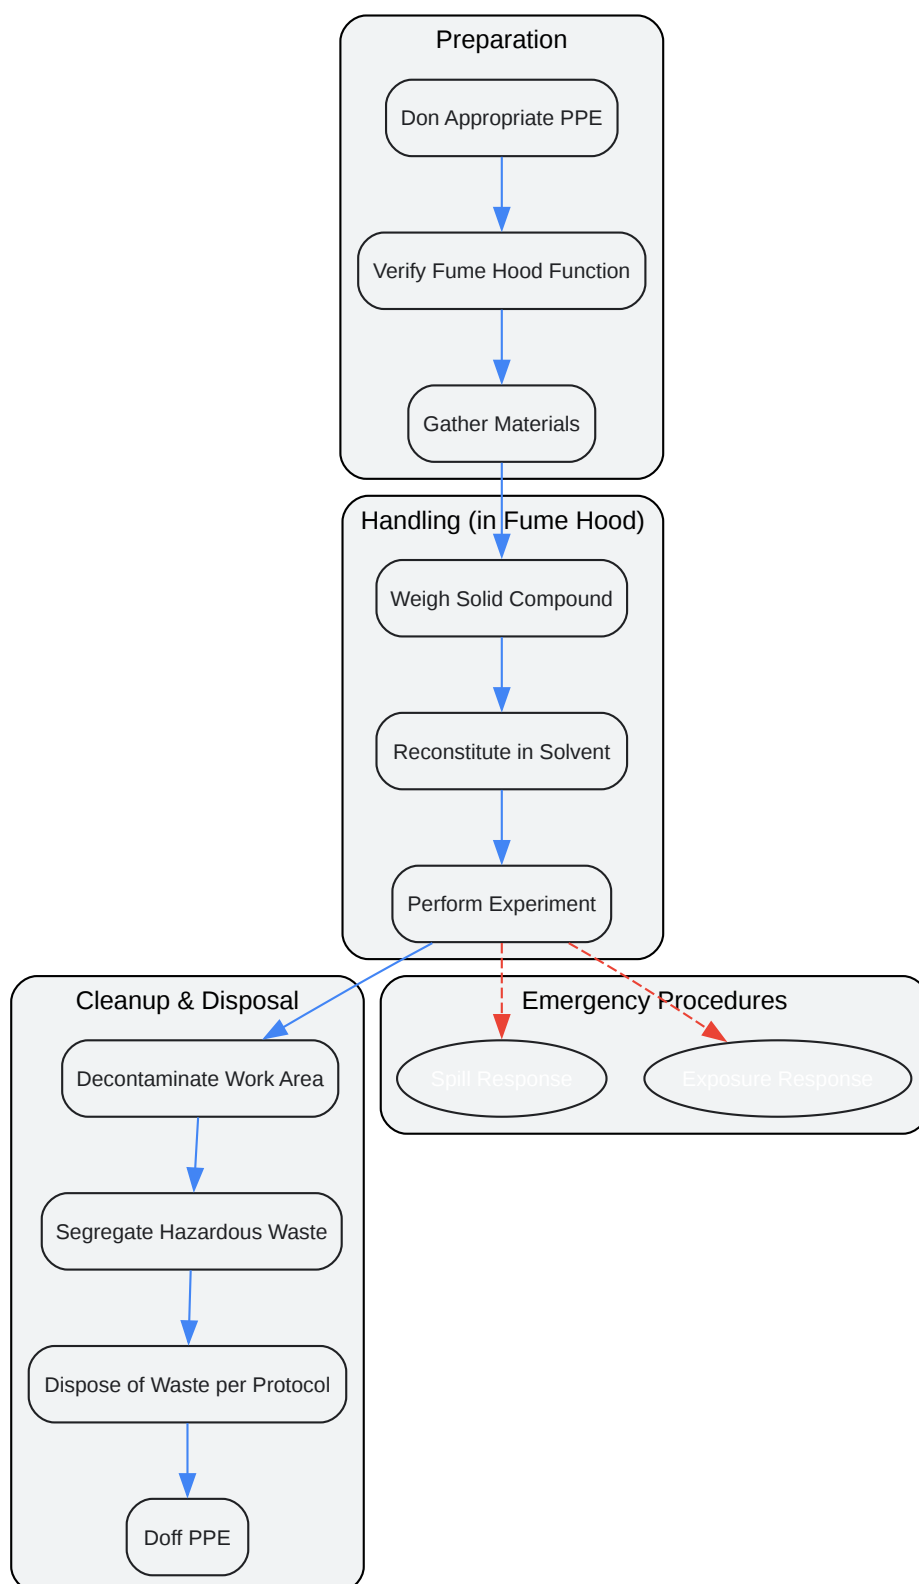 Preparation
Don Appropriate PPE
Verify Fume Hood Function
Gather Materials
Handling (in Fume Hood)
Weigh Solid Compound
Reconstitute in Solvent
Perform Experiment
Cleanup & Disposal
Emergency Procedures
Decontaminate Work Area
Spill Response
Exposure Response
Segregate Hazardous Waste
Dispose of Waste per Protocol
Doff PPE